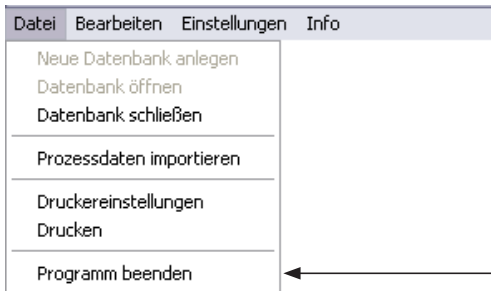 Datei Bearbeiten Einstellungen Info
Neue Datenbank anlegen
Datenbank öffnen
Datenbank schließen
Prozessdaten importieren
Druckereinstellungen
Drucken
Programm beenden